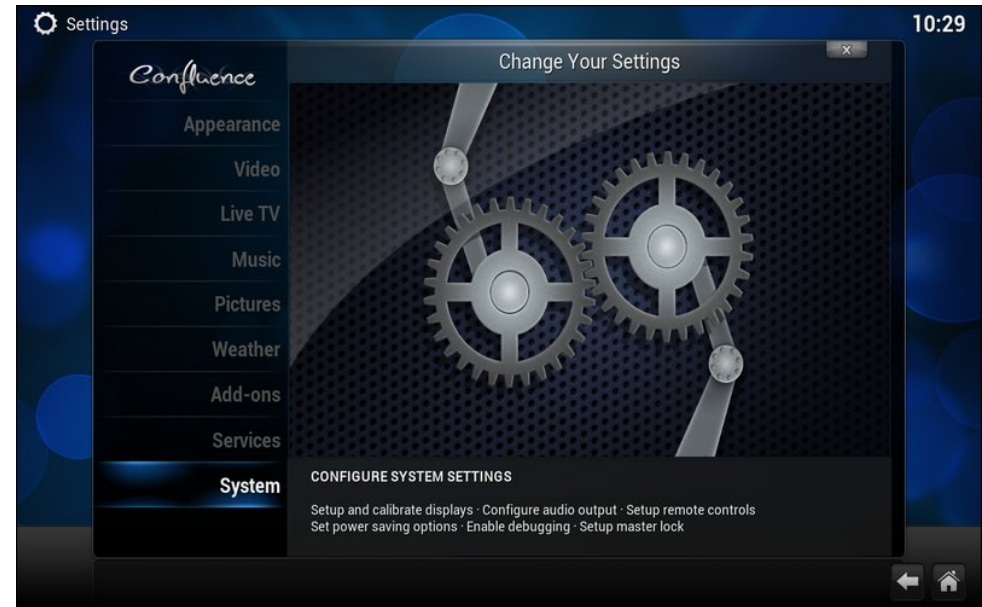 Settings
10:29
Confluence
Change Your Settings
X
Appearance
Video
Live TV
Music
Pictures
Weather
Add-ons
Services
System
CONFIGURE SYSTEM SETTINGS
Setup and calibrate displays · Configure audio output · Setup remote controls
Set power saving options · Enable debugging · Setup master lock